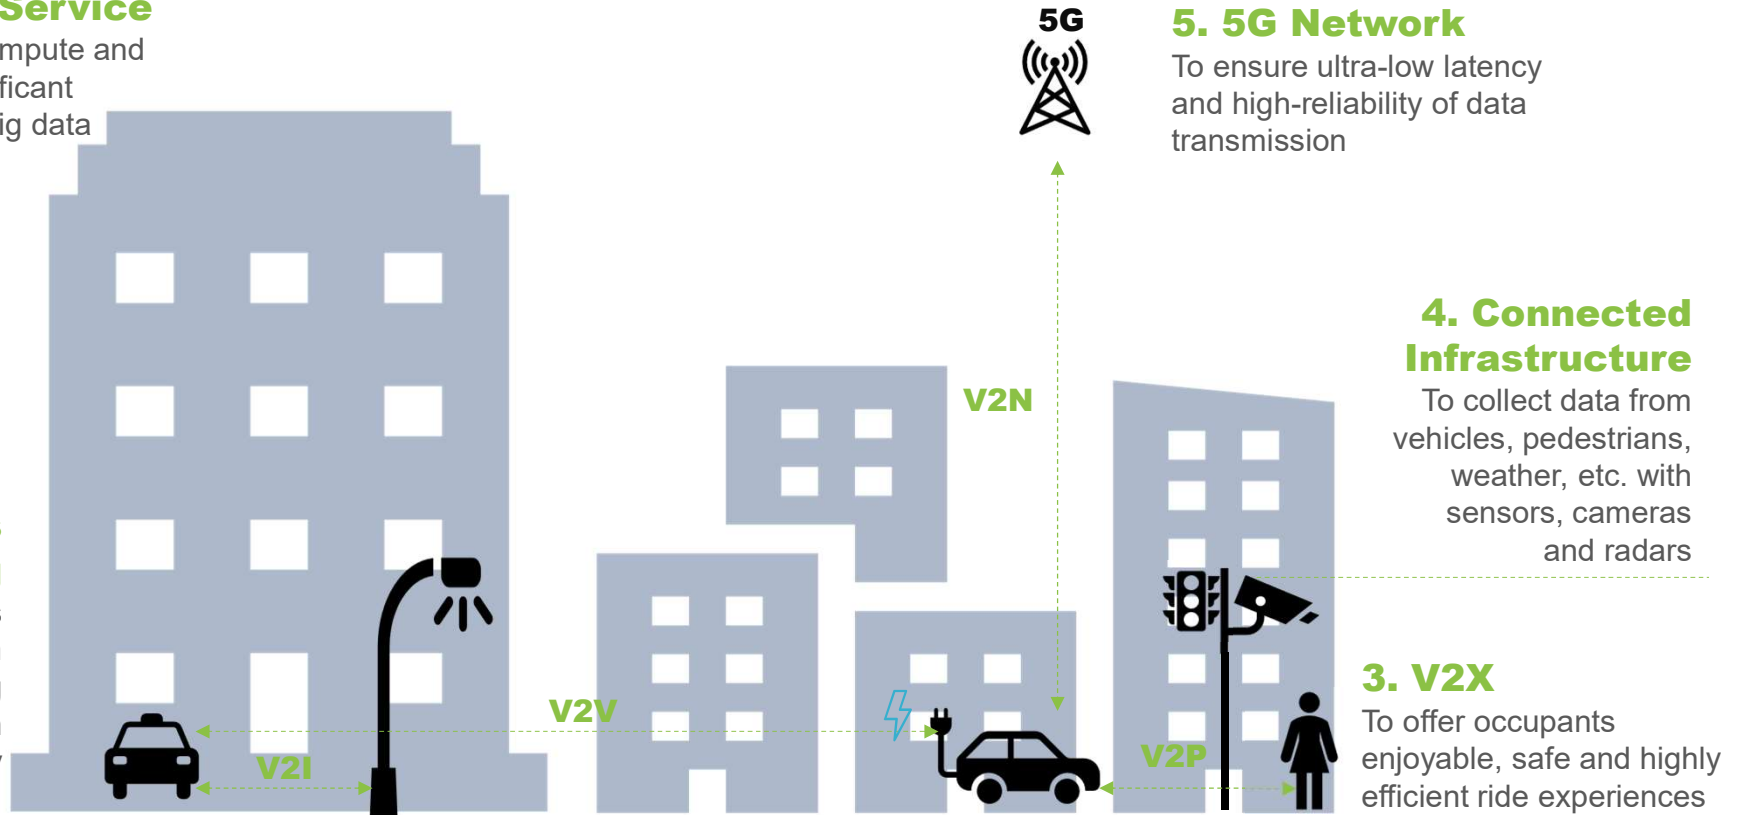 Service
mpute and
ficant
ig data
5G
5. 5G Network
To ensure ultra-low latency
and high-reliability of data
transmission
4. Connected
Infrastructure
To collect data from
vehicles, pedestrians,
weather, etc. with
sensors, cameras
and radars
V2N
V2V
V2I
V2P
3. V2X
To offer occupants
enjoyable, safe and highly
efficient ride experiences